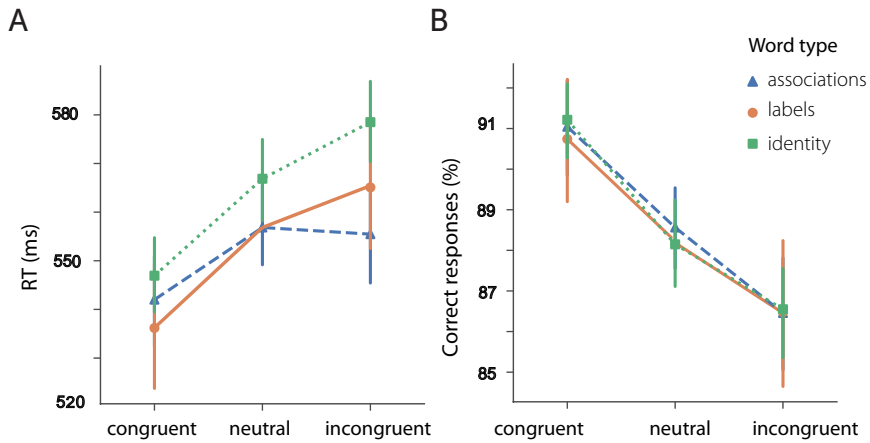 A
RT (ms)
580
550
520
congruent
neutral
incongruent
B
Correct responses (%)
91
89
87
85
congruent
neutral
incongruent
Word type
associations
labels
identity